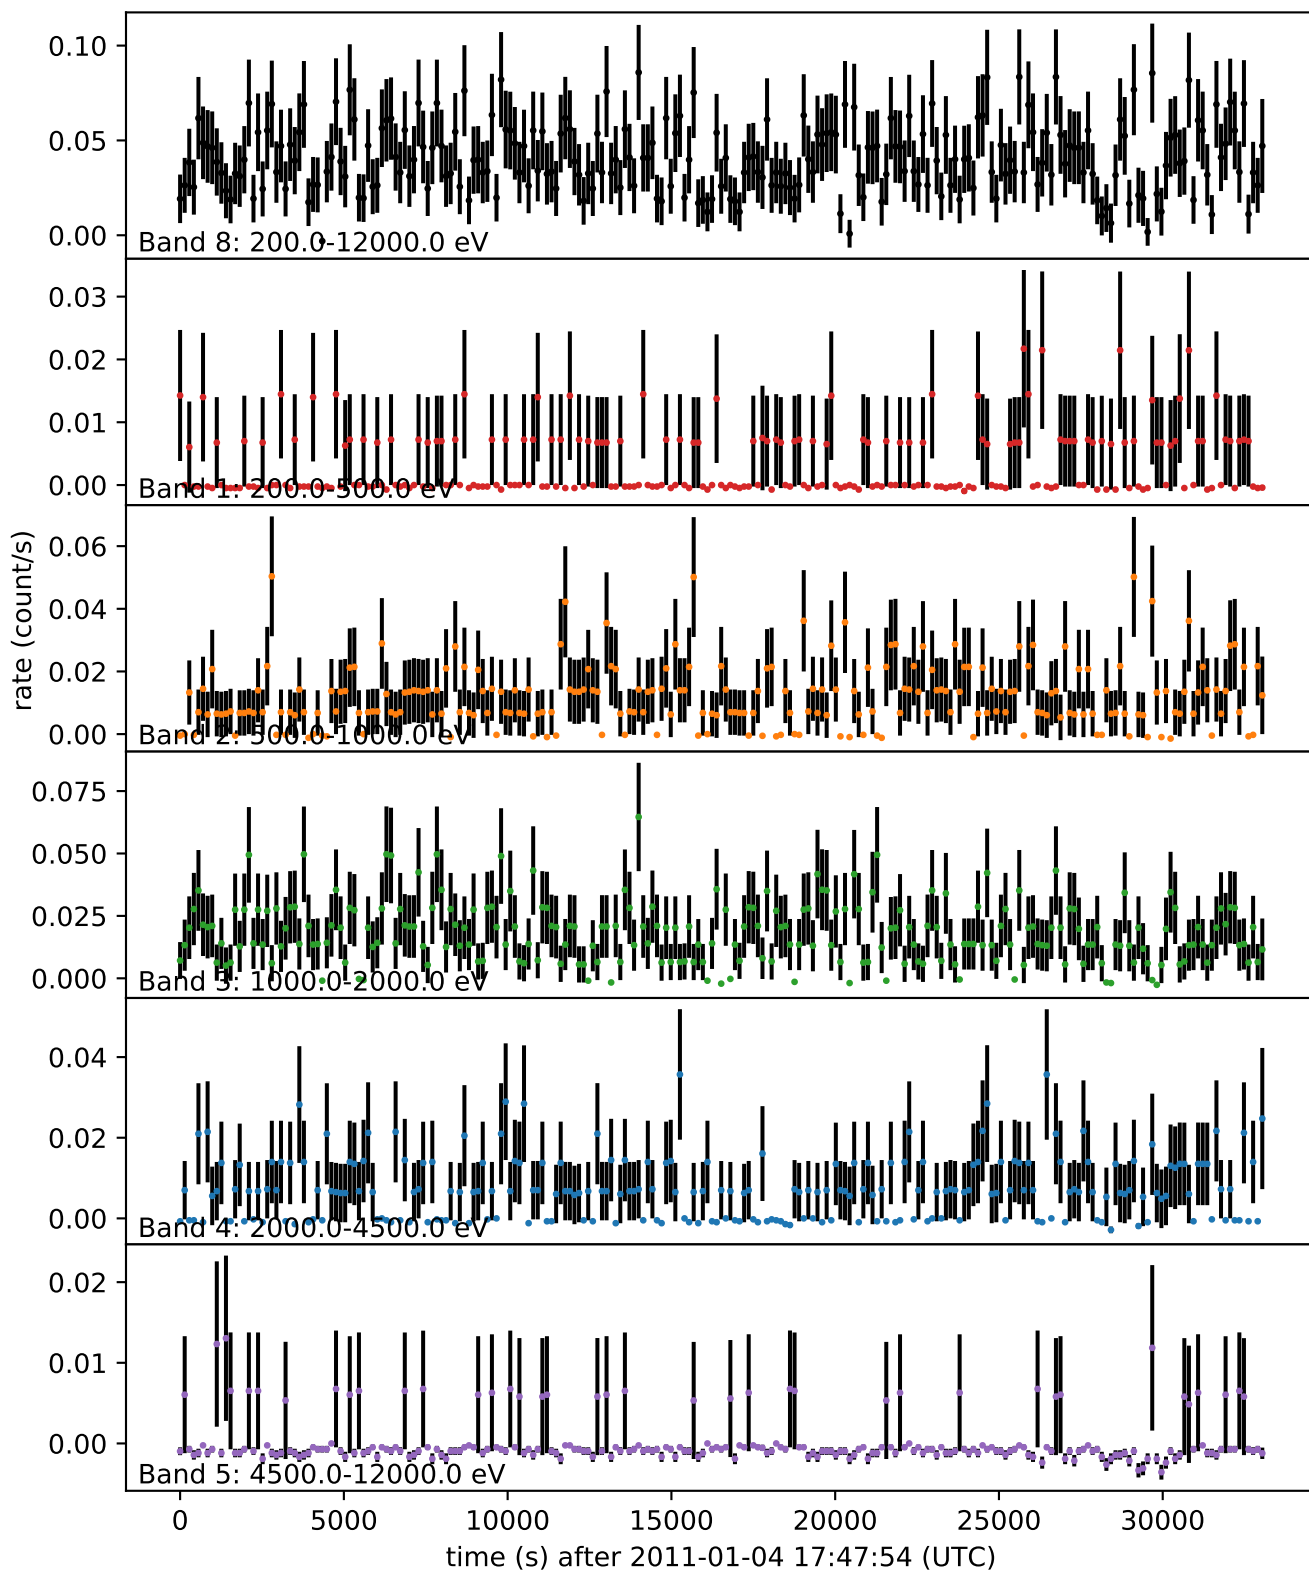 0.10
0.05
0.00
Band 8: 200.0-12000.0 eV
0.03
0.02
0.01
0.00
Band 1: 200.0-500.0 eV
0.06
0.04
0.02
0.00
Band 2: 500.0-1000.0 eV
rate (count/s)
0.075
0.050
0.025
0.000
Band 3: 1000.0-2000.0 eV
0.04
0.02
0.00
Band 4: 2000.0-4500.0 eV
0.02
0.01
0.00
Band 5: 4500.0-12000.0 eV
0 5000 10000 15000 20000 25000 30000
time (s) after 2011-01-04 17:47:54 (UTC)